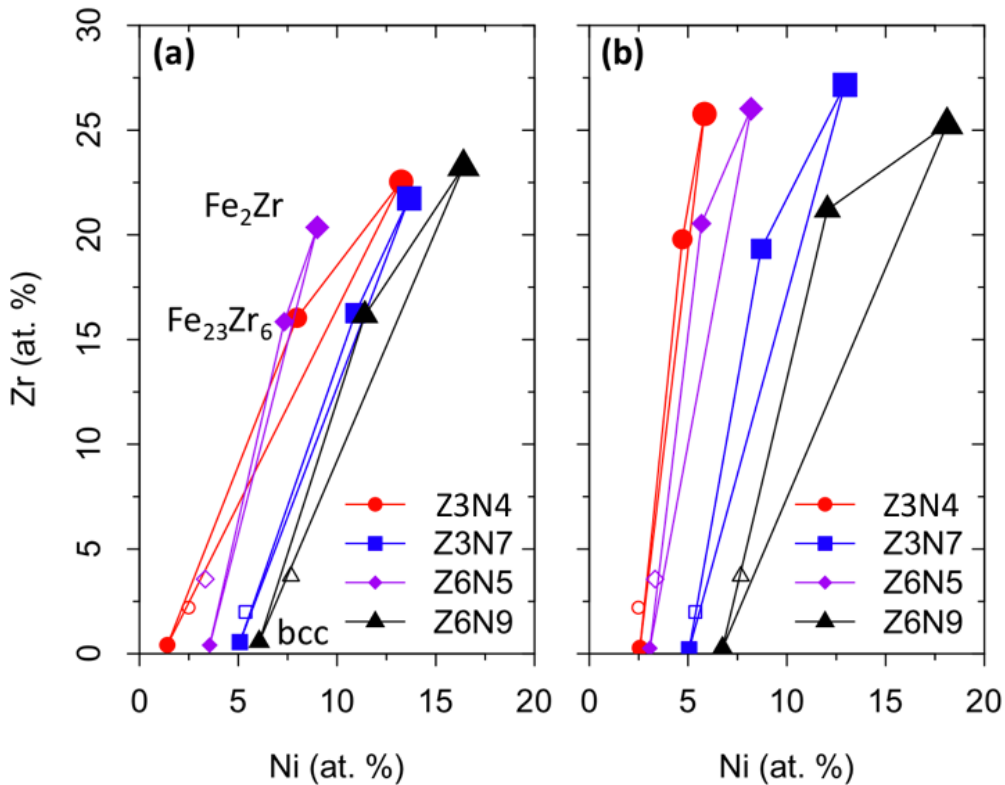 (a)
(b)
Zr (at. %)
30
25
20
15
10
5
0
Fe₂Zr
Fe₂₃Zr₆
bcc
Z3N4
Z3N7
Z6N5
Z6N9
Z3N4
Z3N7
Z6N5
Z6N9
0 5 10 15 20
0 5 10 15 20
Ni (at. %)
Ni (at. %)